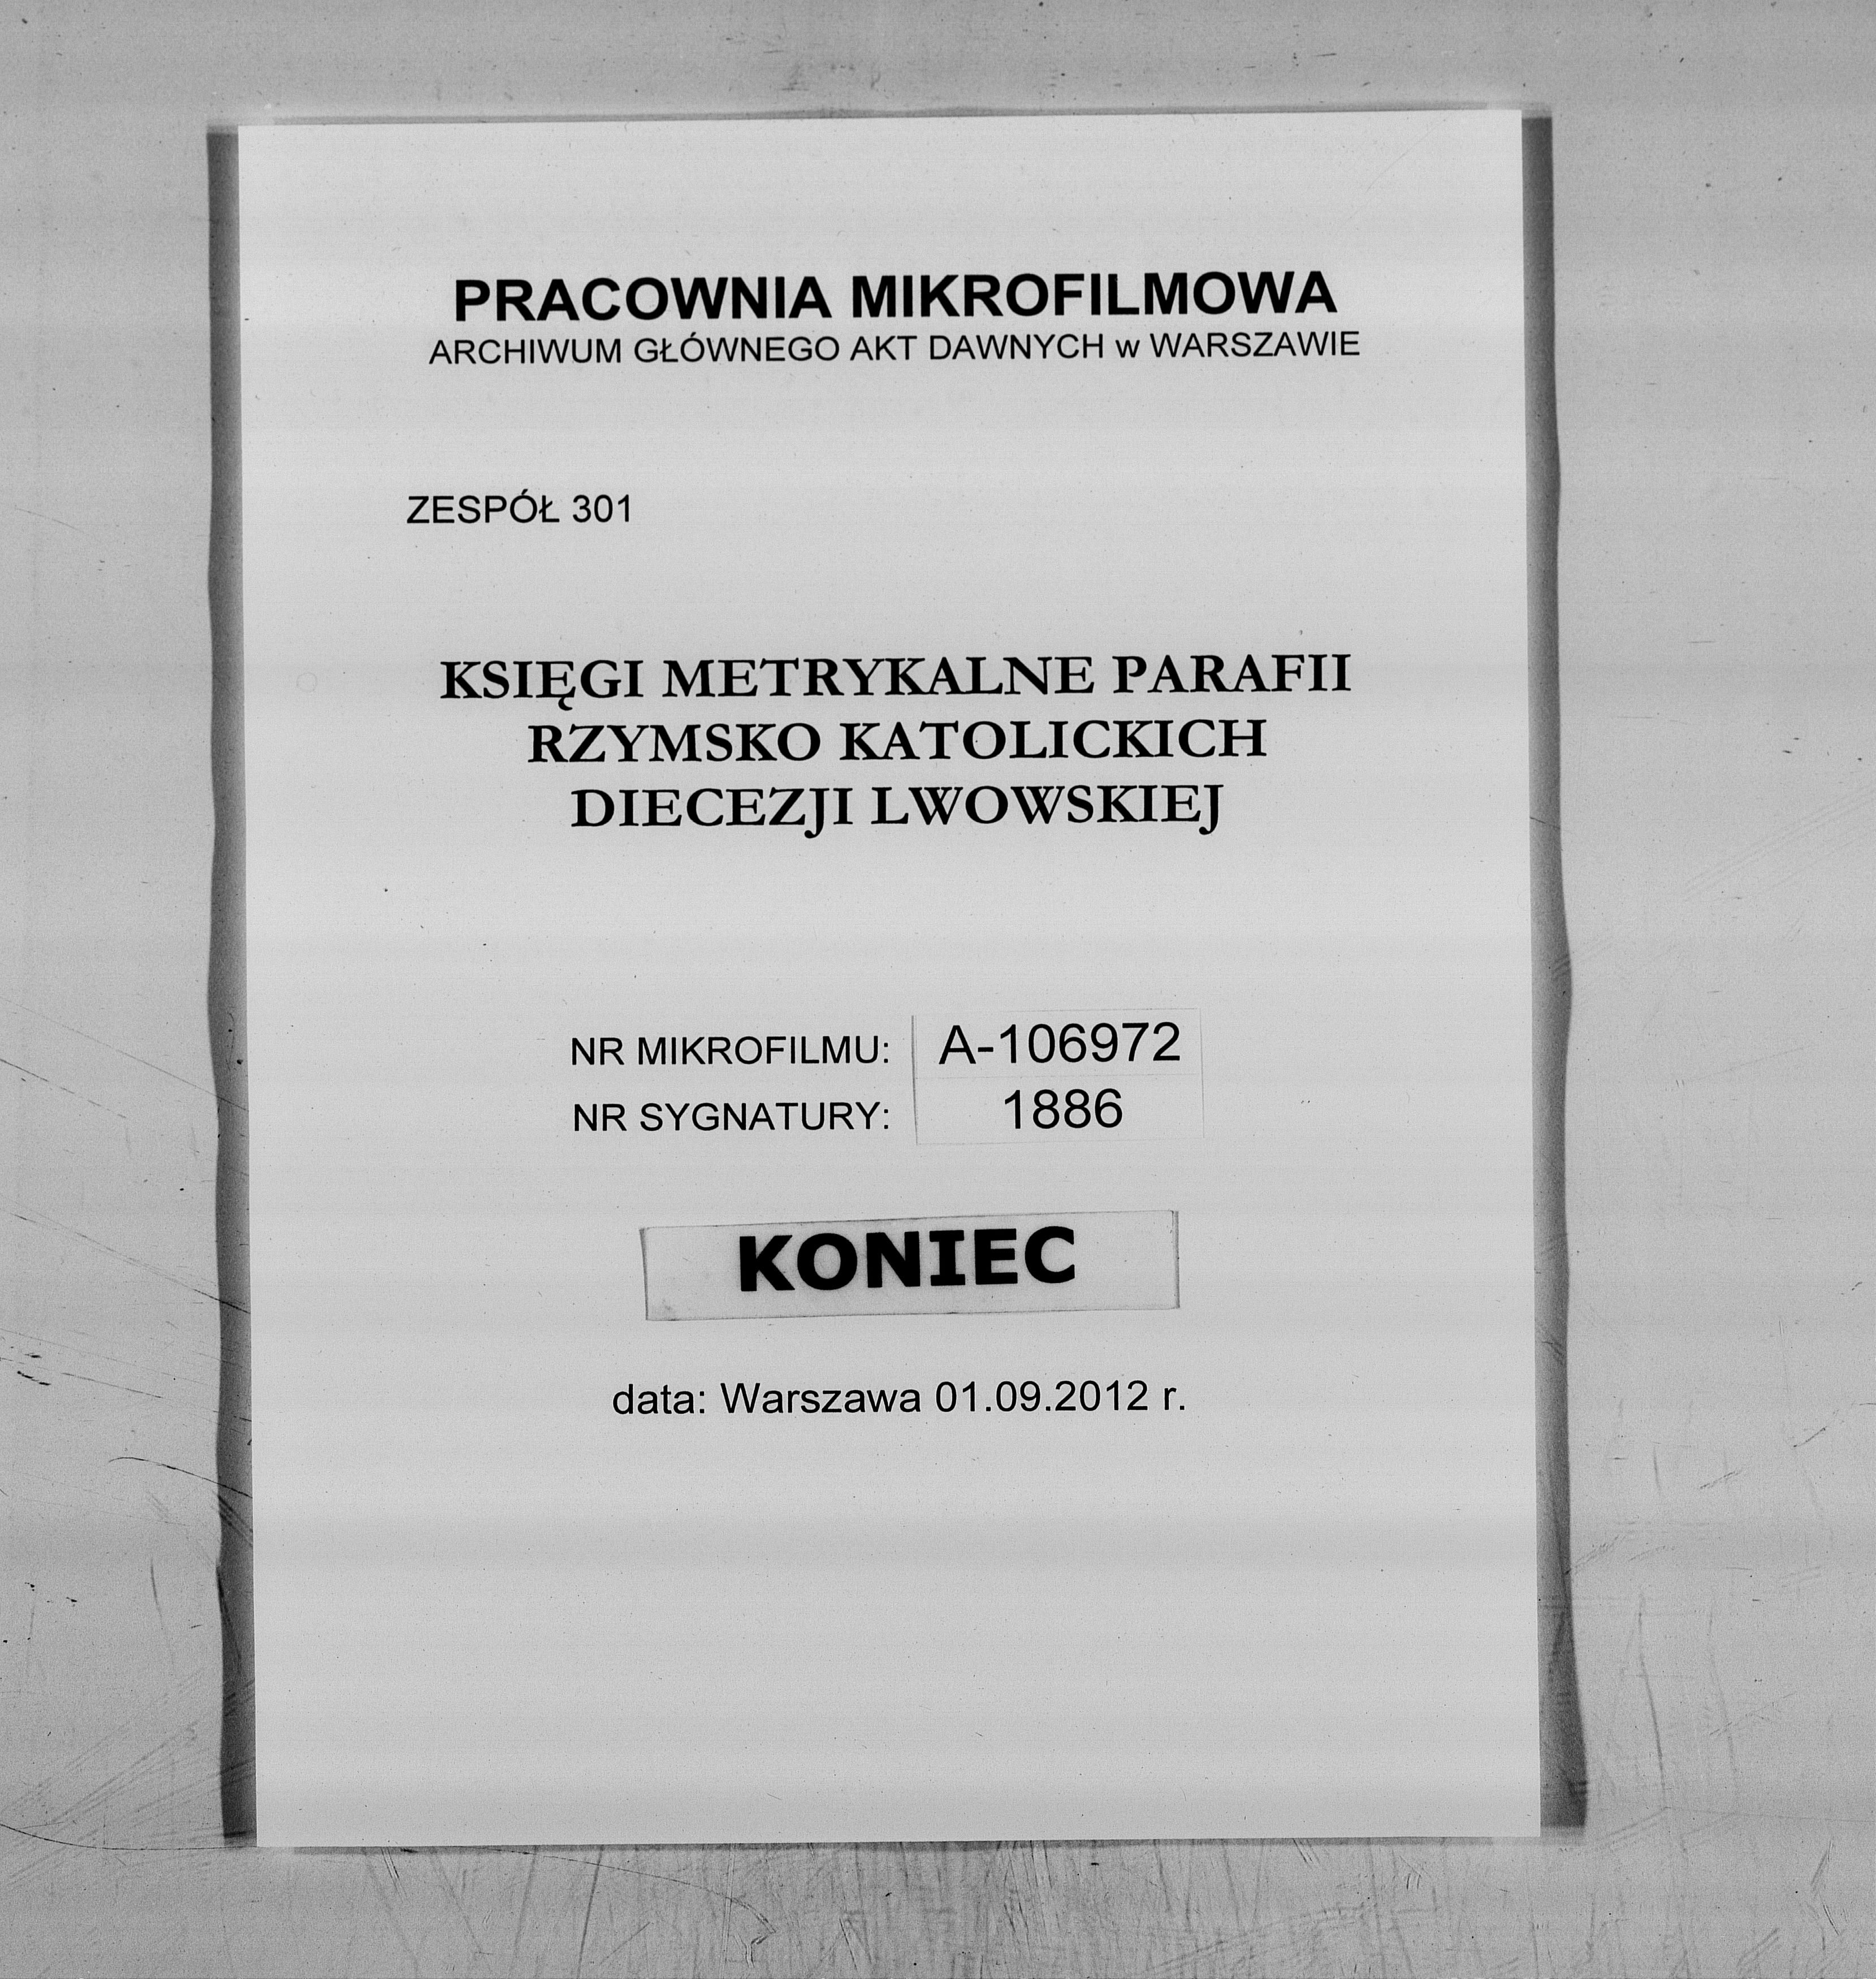 PRACOWNIA MIKROFILMOWA
ARCHIWUM GŁÓWNEGO AKT DAWNYCH w WARSZAWIE
ZESPÓŁ 301
KSIĘGI METRYKALNE PARAFII
RZYMSKO KATOLICKICH
DIECEZJI LWOWSKIEJ
NR MIKROFILMU: A-106972
NR SYGNATURY: 1886
KONIEC
data: Warszawa 01.09.2012 r.